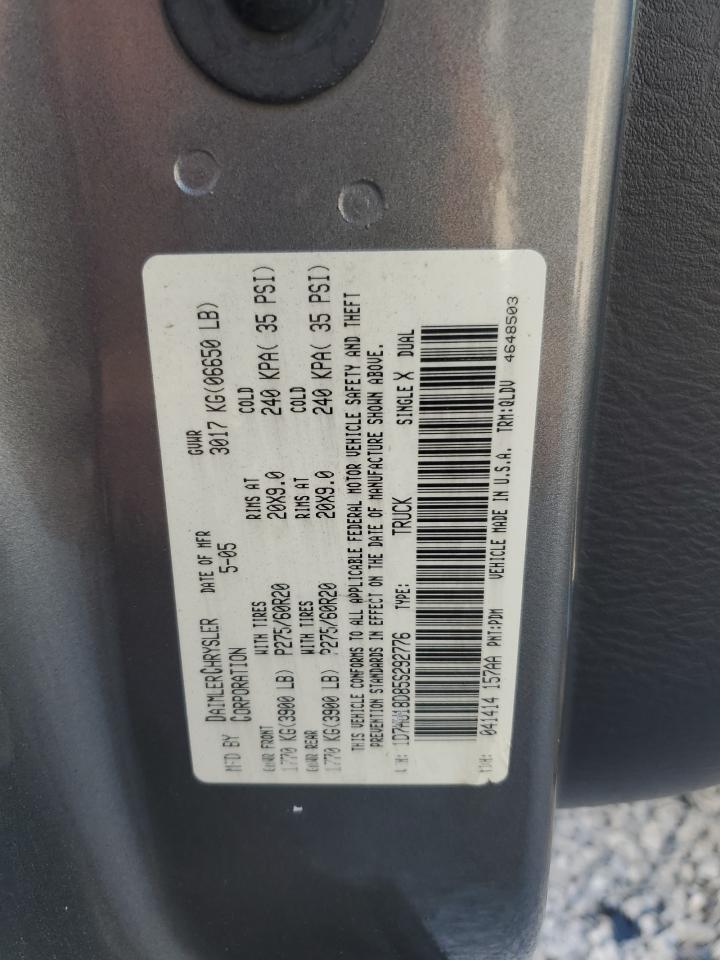 MFD BY DAIMLERCHRYSLER CORPORATION
DATE OF MFR 5-05
GVWR 3017 KG(06650 LB)
GAWR FRONT WITH TIRES RIMS AT COLD
1770 KG(3900 LB) P275/60R20 20X9.0 240 KPA( 35 PSI)
GAWR REAR WITH TIRES RIMS AT COLD
1770 KG(3900 LB) P275/60R20 20X9.0 240 KPA( 35 PSI)
THIS VEHICLE CONFORMS TO ALL APPLICABLE FEDERAL MOTOR VEHICLE SAFETY AND THEFT
PREVENTION STANDARDS IN EFFECT ON THE DATE OF MANUFACTURE SHOWN ABOVE.
TYPE: TRUCK SINGLE X DUAL
041414 157AA PNT:PDM VEHICLE MADE IN U.S.A. TRM:QLDV
4648503